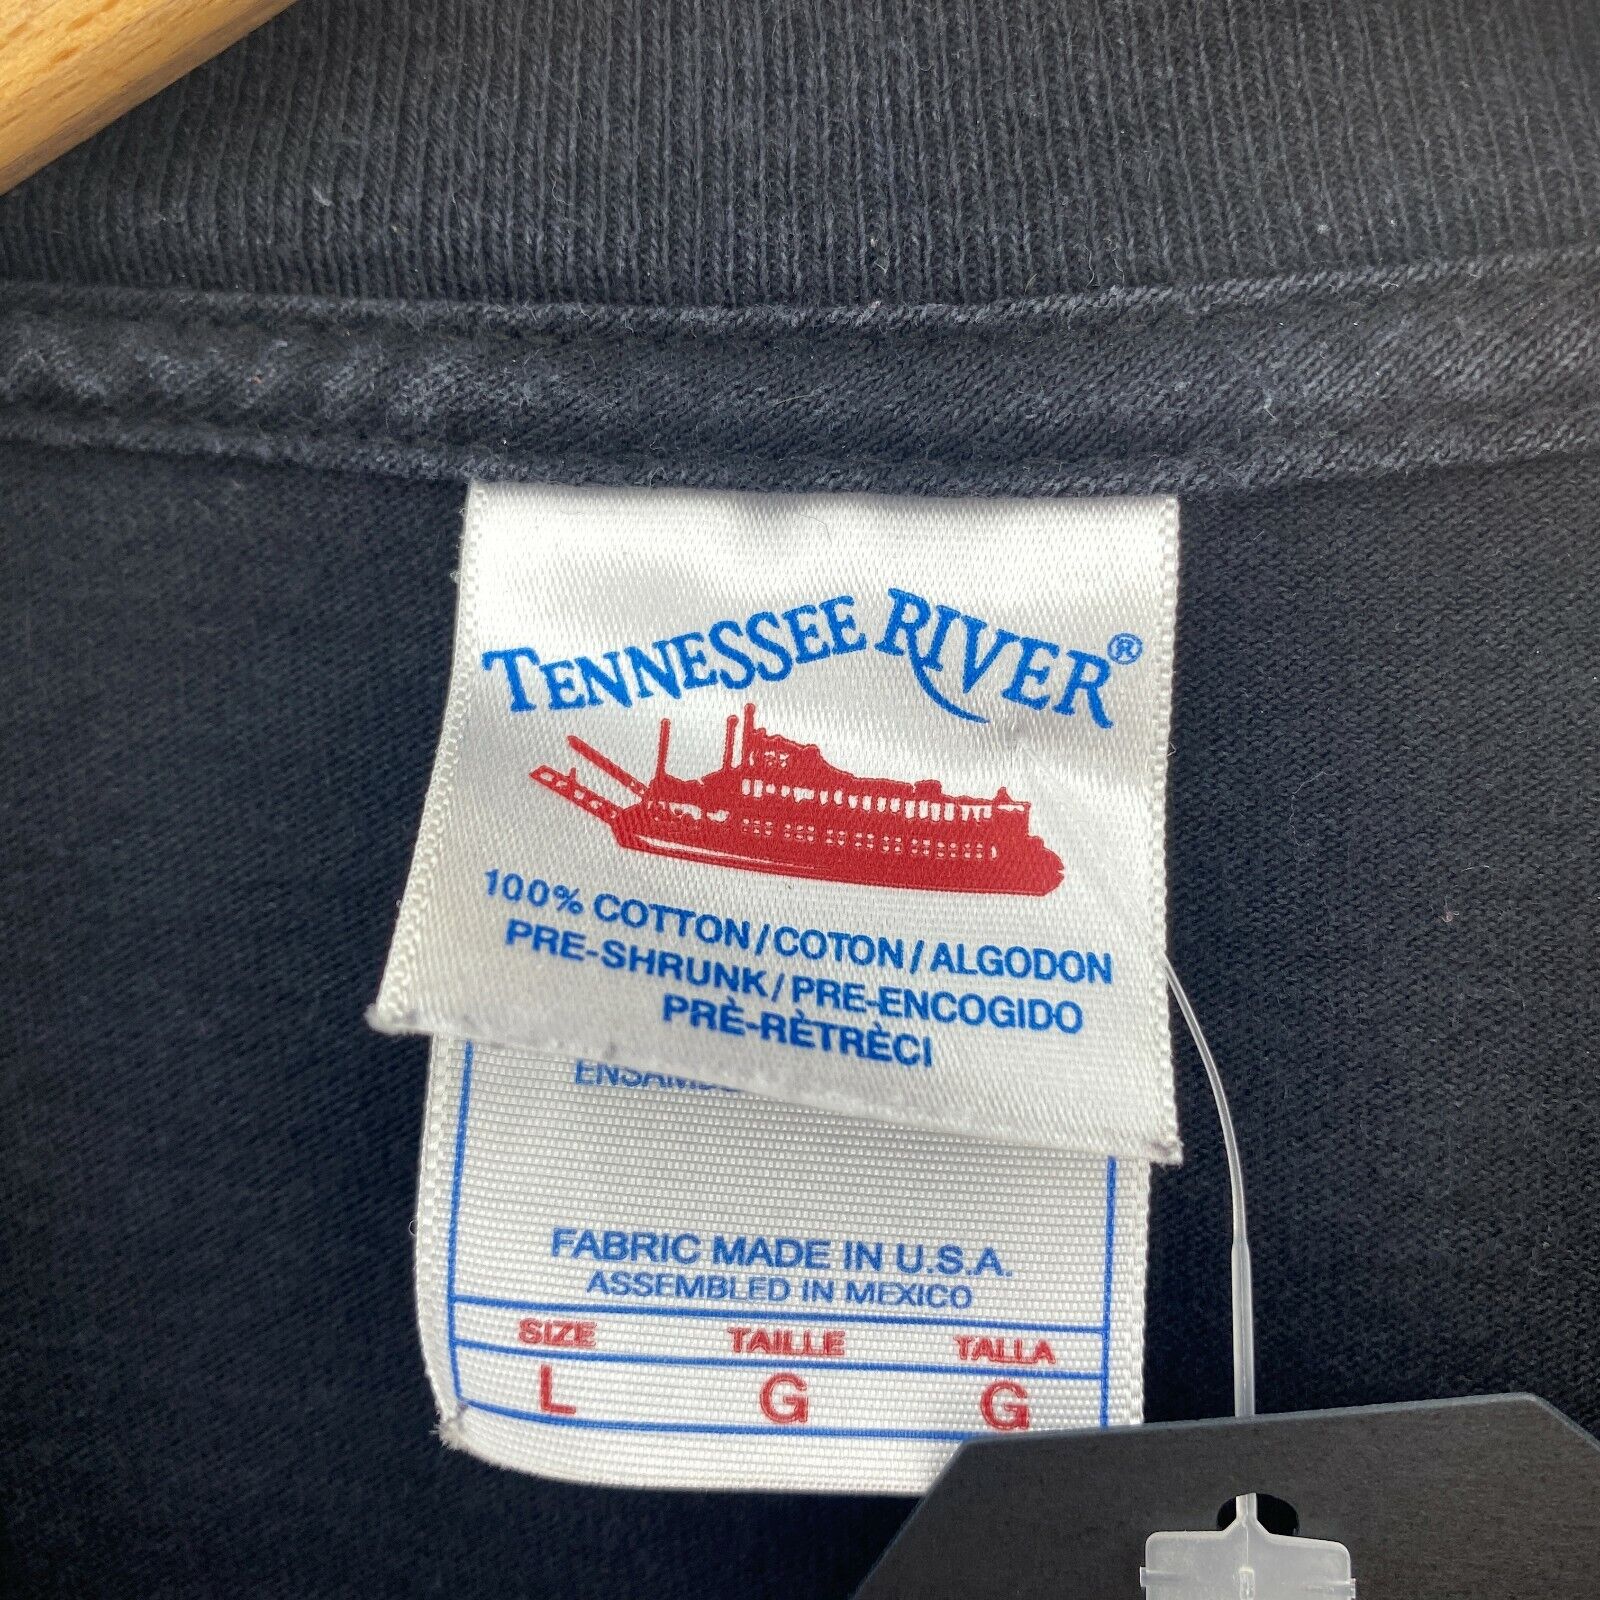 TENNESSEE RIVER®
100% COTTON/COTON/ALGODON
PRE-SHRUNK/PRE-ENCOGIDO
PRÈ-RÈTRÈCI
FABRIC MADE IN U.S.A.
ASSEMBLED IN MEXICO
SIZE TAILLE TALLA
L G G